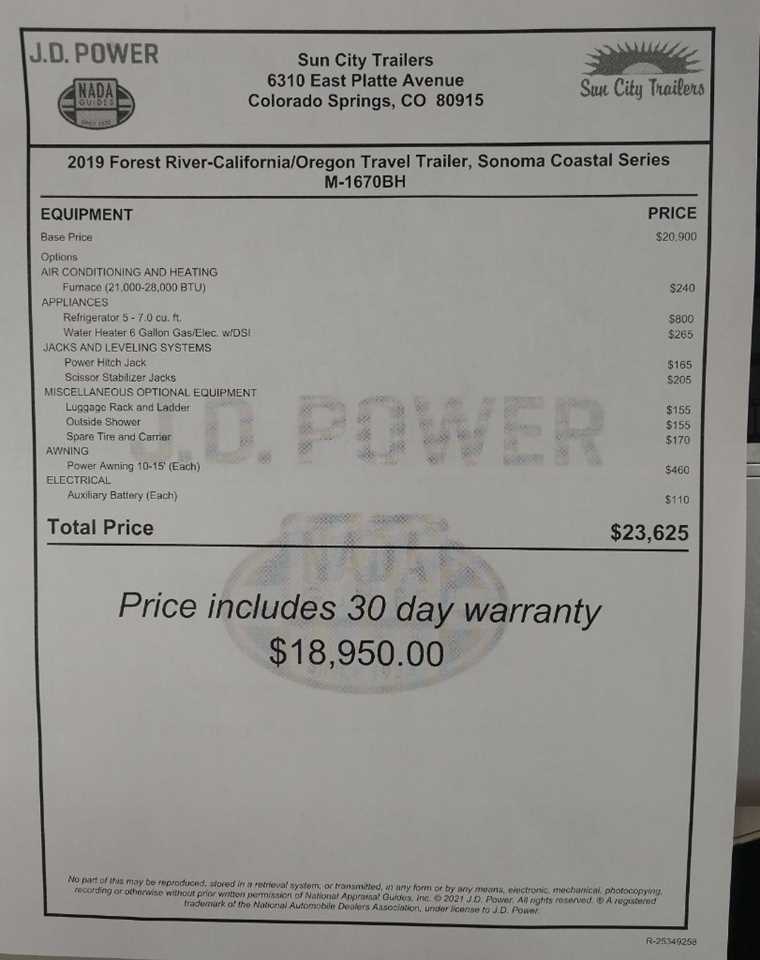 J.D. POWER
NADA
GUIDES
SINCE 1933
Sun City Trailers
6310 East Platte Avenue
Colorado Springs, CO 80915
Sun City Trailers
2019 Forest River-California/Oregon Travel Trailer, Sonoma Coastal Series
M-1670BH
EQUIPMENT PRICE
Base Price $20,900
Options
AIR CONDITIONING AND HEATING
Furnace (21,000-28,000 BTU) $240
APPLIANCES
Refrigerator 5 - 7.0 cu. ft. $800
Water Heater 6 Gallon Gas/Elec. w/DSI $265
JACKS AND LEVELING SYSTEMS
Power Hitch Jack $165
Scissor Stabilizer Jacks $205
MISCELLANEOUS OPTIONAL EQUIPMENT
Luggage Rack and Ladder $155
Outside Shower $155
Spare Tire and Carrier $170
AWNING
Power Awning 10-15' (Each) $460
ELECTRICAL
Auxiliary Battery (Each) $110
J.D. POWER
Total Price $23,625
NADA
Price includes 30 day warranty
$18,950.00
No part of this may be reproduced, stored in a retrieval system, or transmitted, in any form or by any means, electronic, mechanical, photocopying,
recording or otherwise without prior written permission of National Appraisal Guides, Inc. © 2021 J.D. Power. All rights reserved. ® A registered
trademark of the National Automobile Dealers Association, under license to J.D. Power.
R-25349258